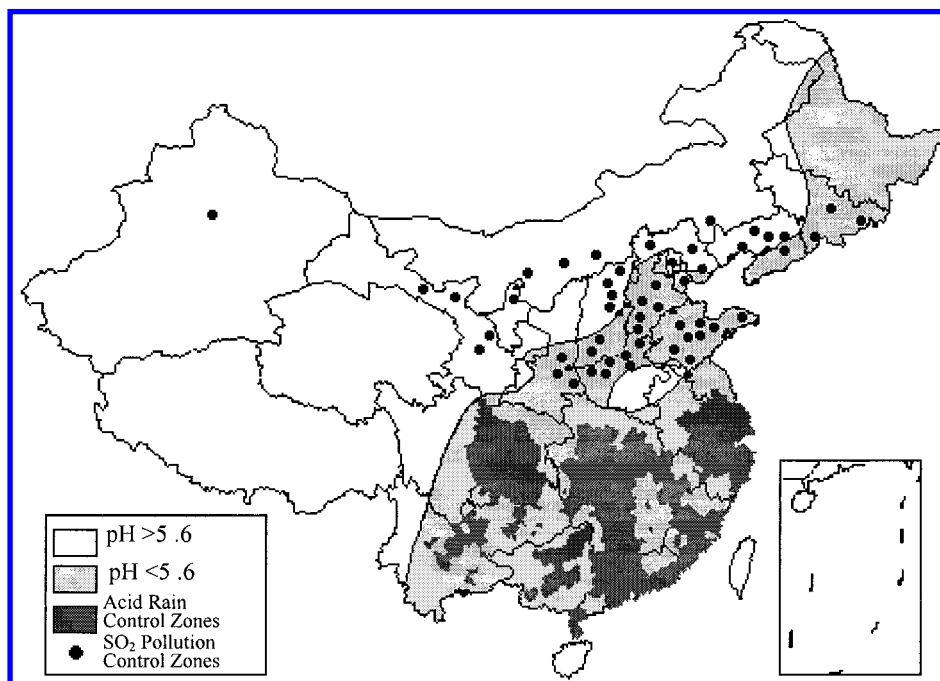 pH >5 .6
pH <5 .6
Acid Rain
Control Zones
SO₂ Pollution
Control Zones